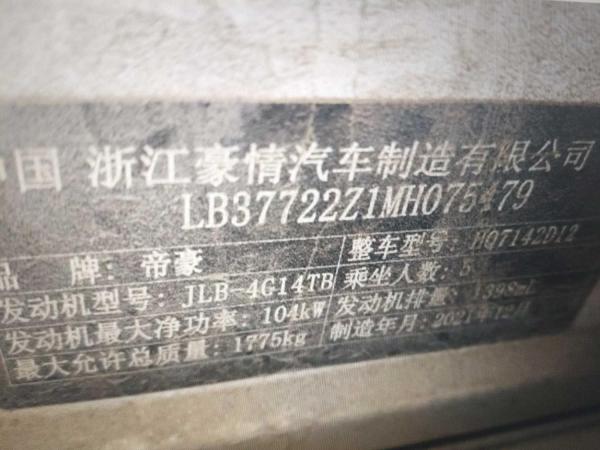 中国 浙江豪情汽车制造有限公司
LB37722Z1MH075479
品 牌: 帝豪 整车型号: HQ7142D12
发动机型号: JLB-4G14TB 乘坐人数: 5
发动机最大净功率: 104kW 发动机排量: 1398mL
最大允许总质量: 1775kg 制造年月: 2021年12月